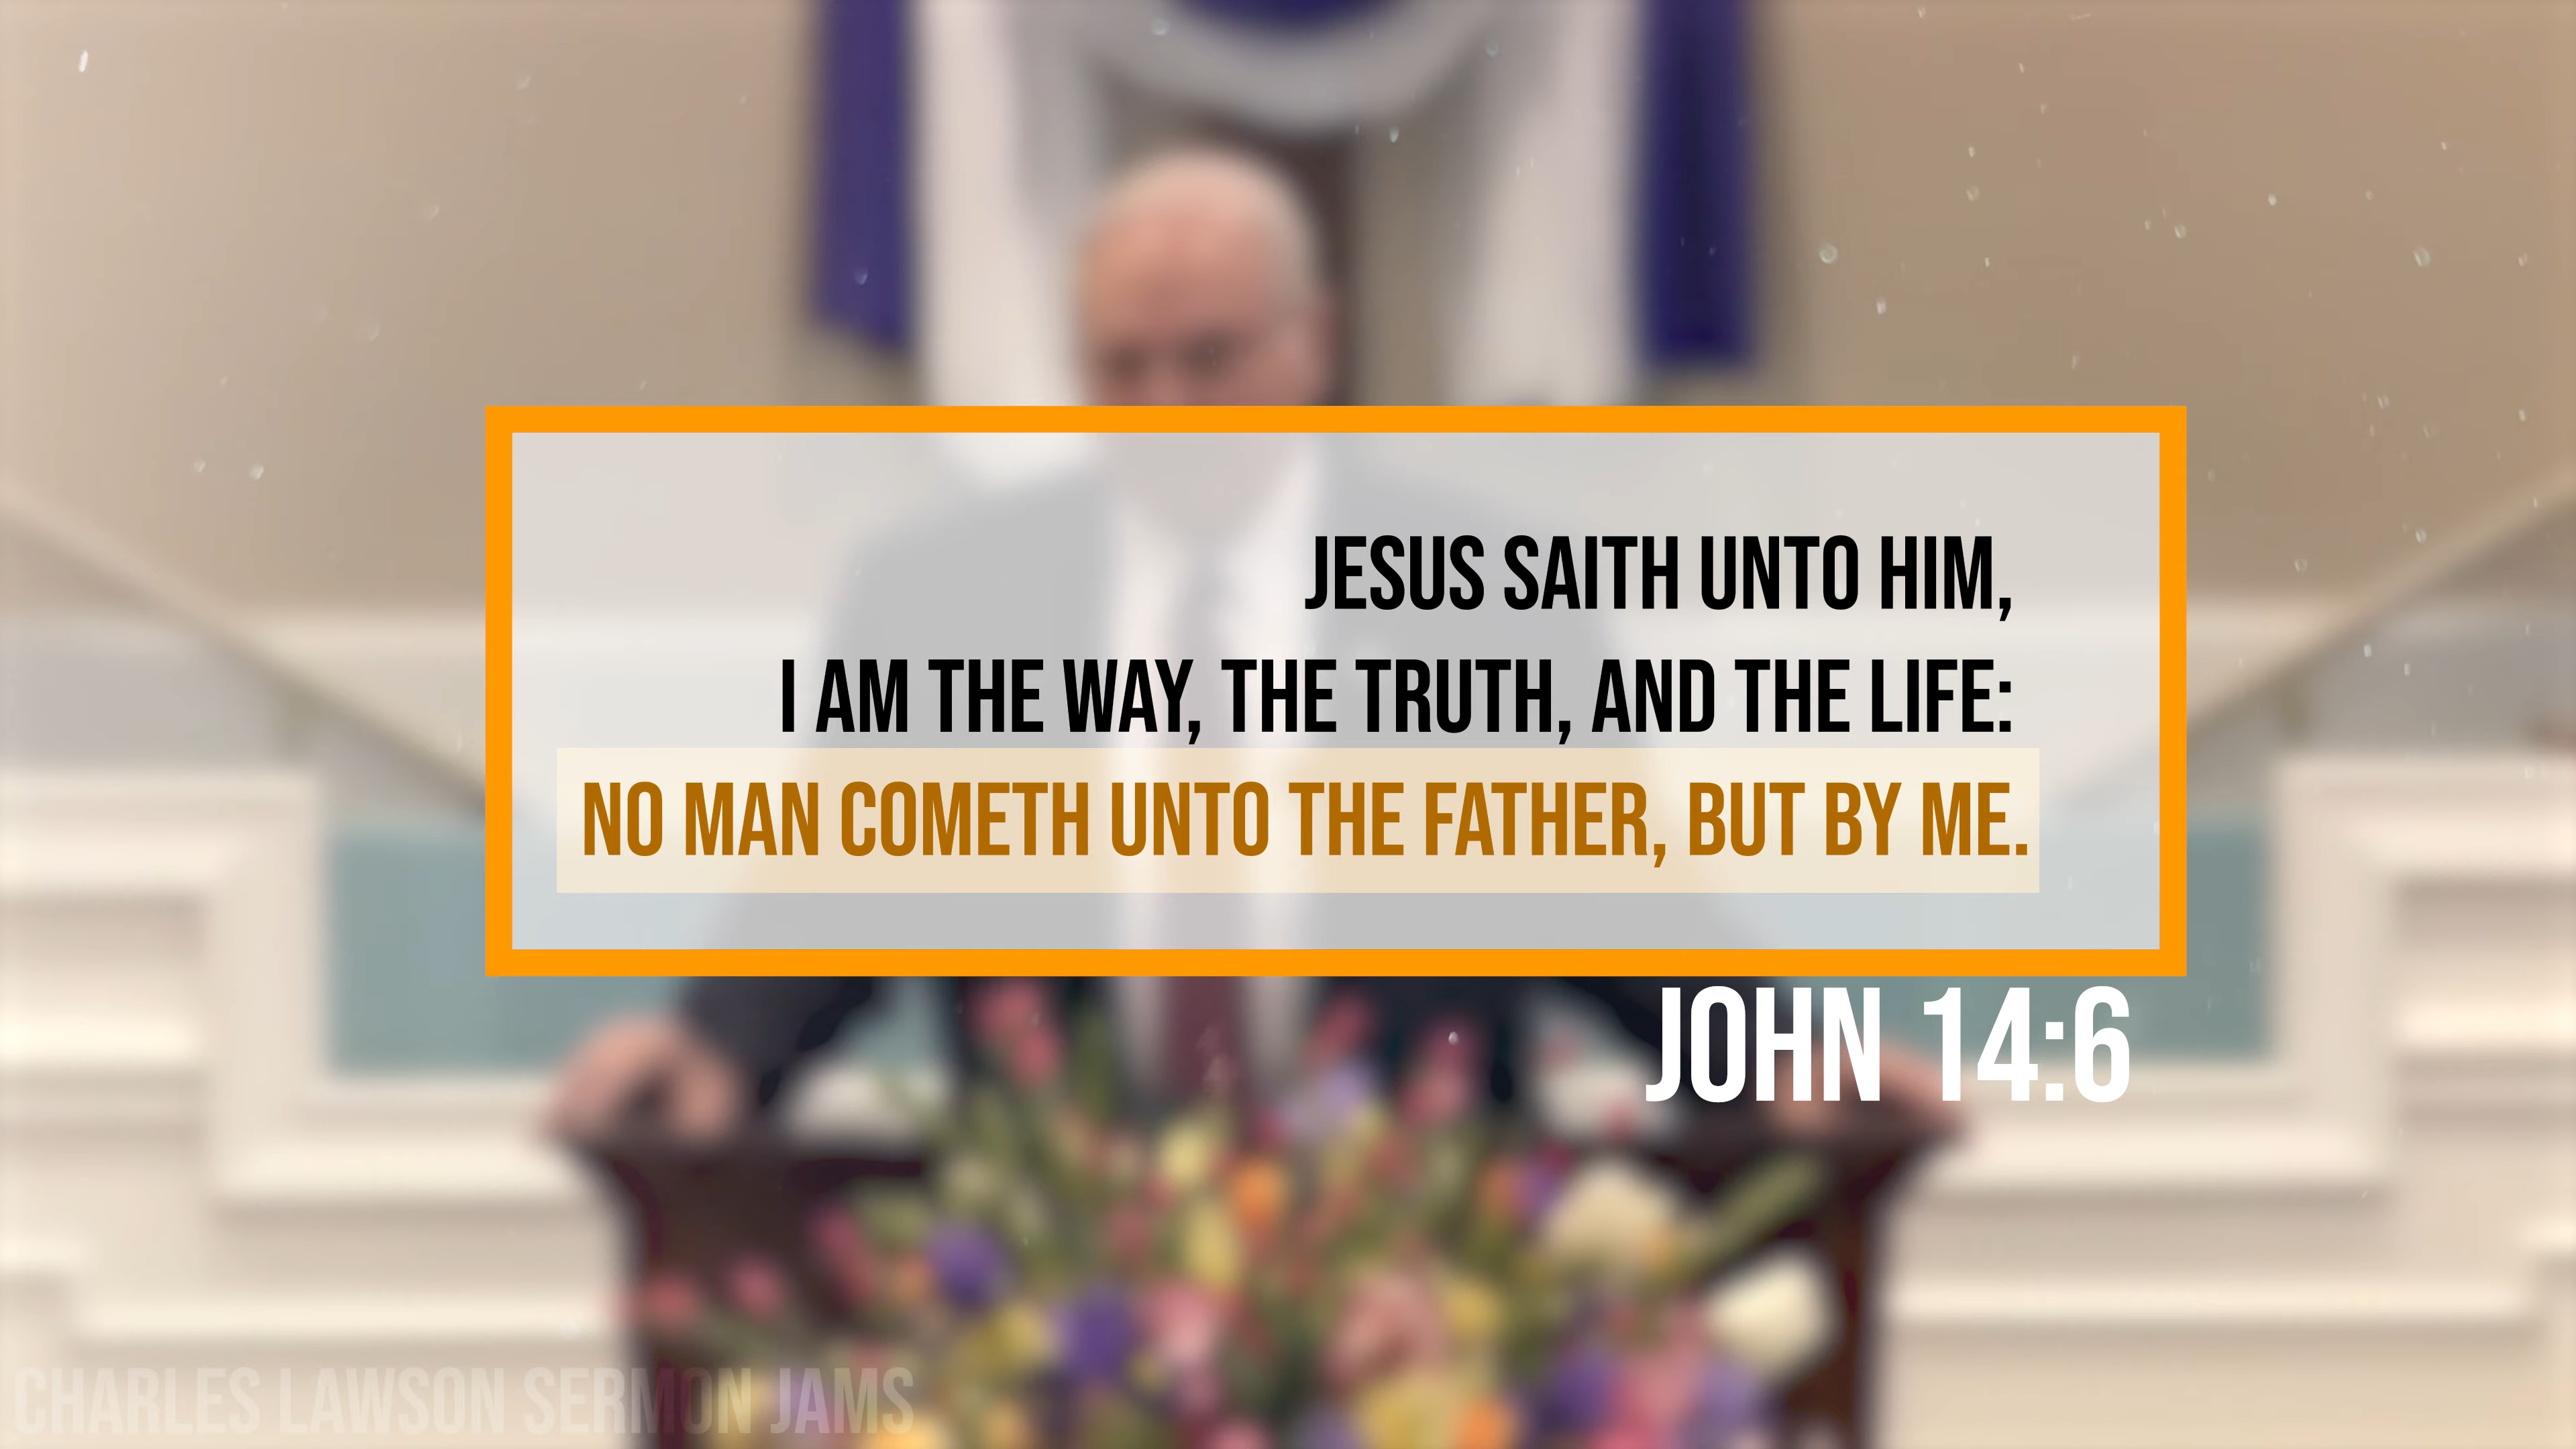 JESUS SAITH UNTO HIM,
I AM THE WAY, THE TRUTH, AND THE LIFE:
NO MAN COMETH UNTO THE FATHER, BUT BY ME.
JOHN 14:6
CHARLES LAWSON SERMON JAMS